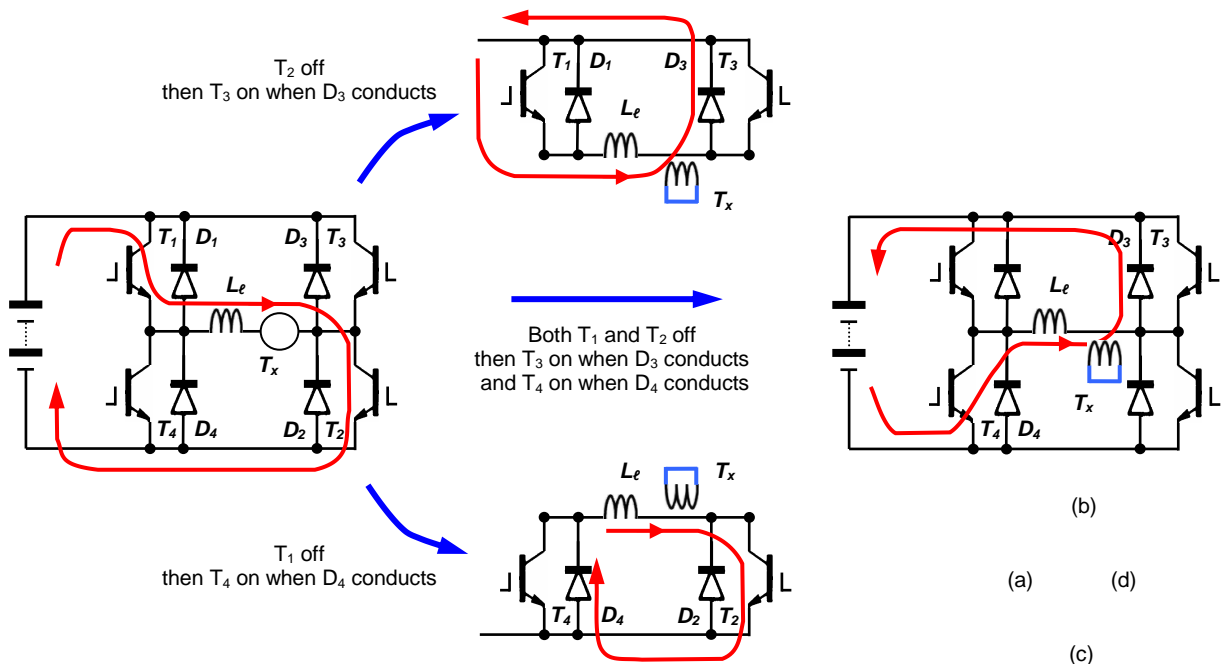 T₁ D₁ D₃ T₃
T₂ off
then T₃ on when D₃ conducts
Lℓ
Tₓ
T₁ D₁ D₃ T₃
Lℓ
Tₓ
T₄ D₄ D₂ T₂
Both T₁ and T₂ off
then T₃ on when D₃ conducts
and T₄ on when D₄ conducts
D₃ T₃
Lℓ
Tₓ
T₄ D₄
Lℓ Tₓ
T₁ off
then T₄ on when D₄ conducts
T₄ D₄ D₂ T₂
(b)
(a) (d)
(c)